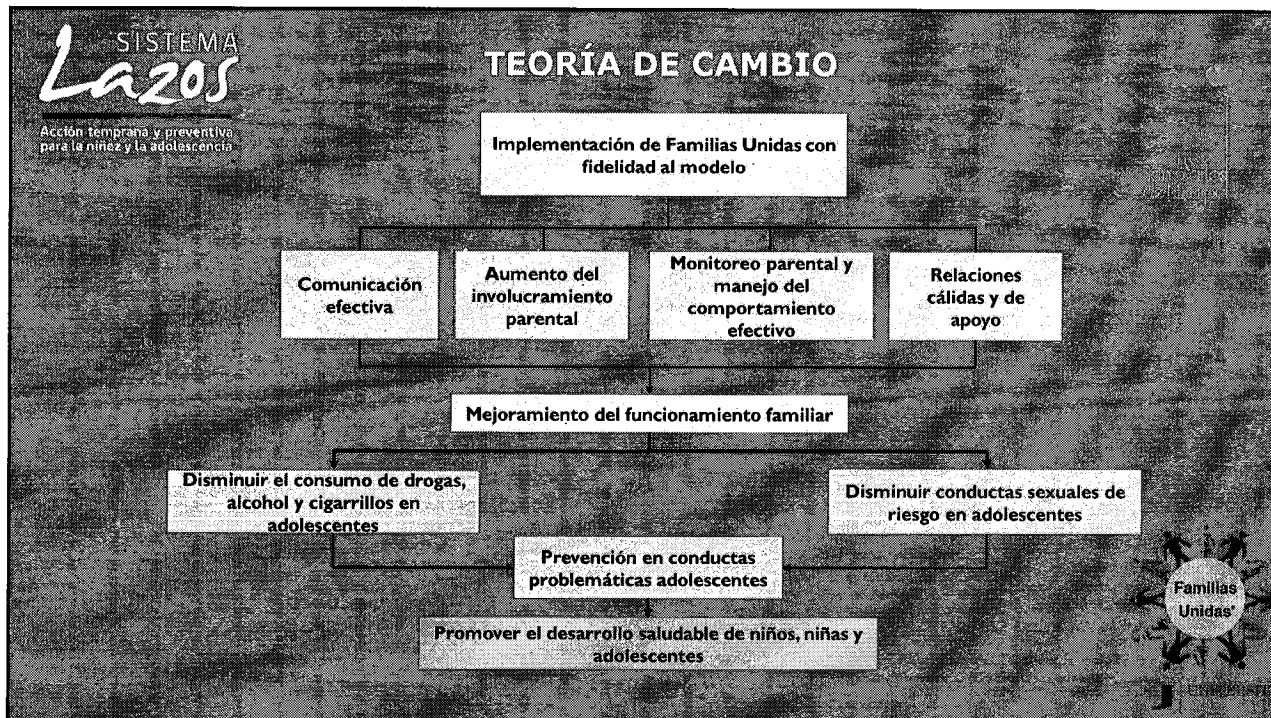 SISTEMA
Lazos
Acción temprana y preventiva
para la niñez y la adolescencia
TEORÍA DE CAMBIO
Implementación de Familias Unidas con
fidelidad al modelo
Comunicación
efectiva
Aumento del
involucramiento
parental
Monitoreo parental y
manejo del
comportamiento
efectivo
Relaciones
cálidas y de
apoyo
Mejoramiento del funcionamiento familiar
Disminuir el consumo de drogas,
alcohol y cigarrillos en
adolescentes
Disminuir conductas sexuales de
riesgo en adolescentes
Prevención en conductas
problemáticas adolescentes
Promover el desarrollo saludable de niños, niñas y
adolescentes
Familias
Unidas